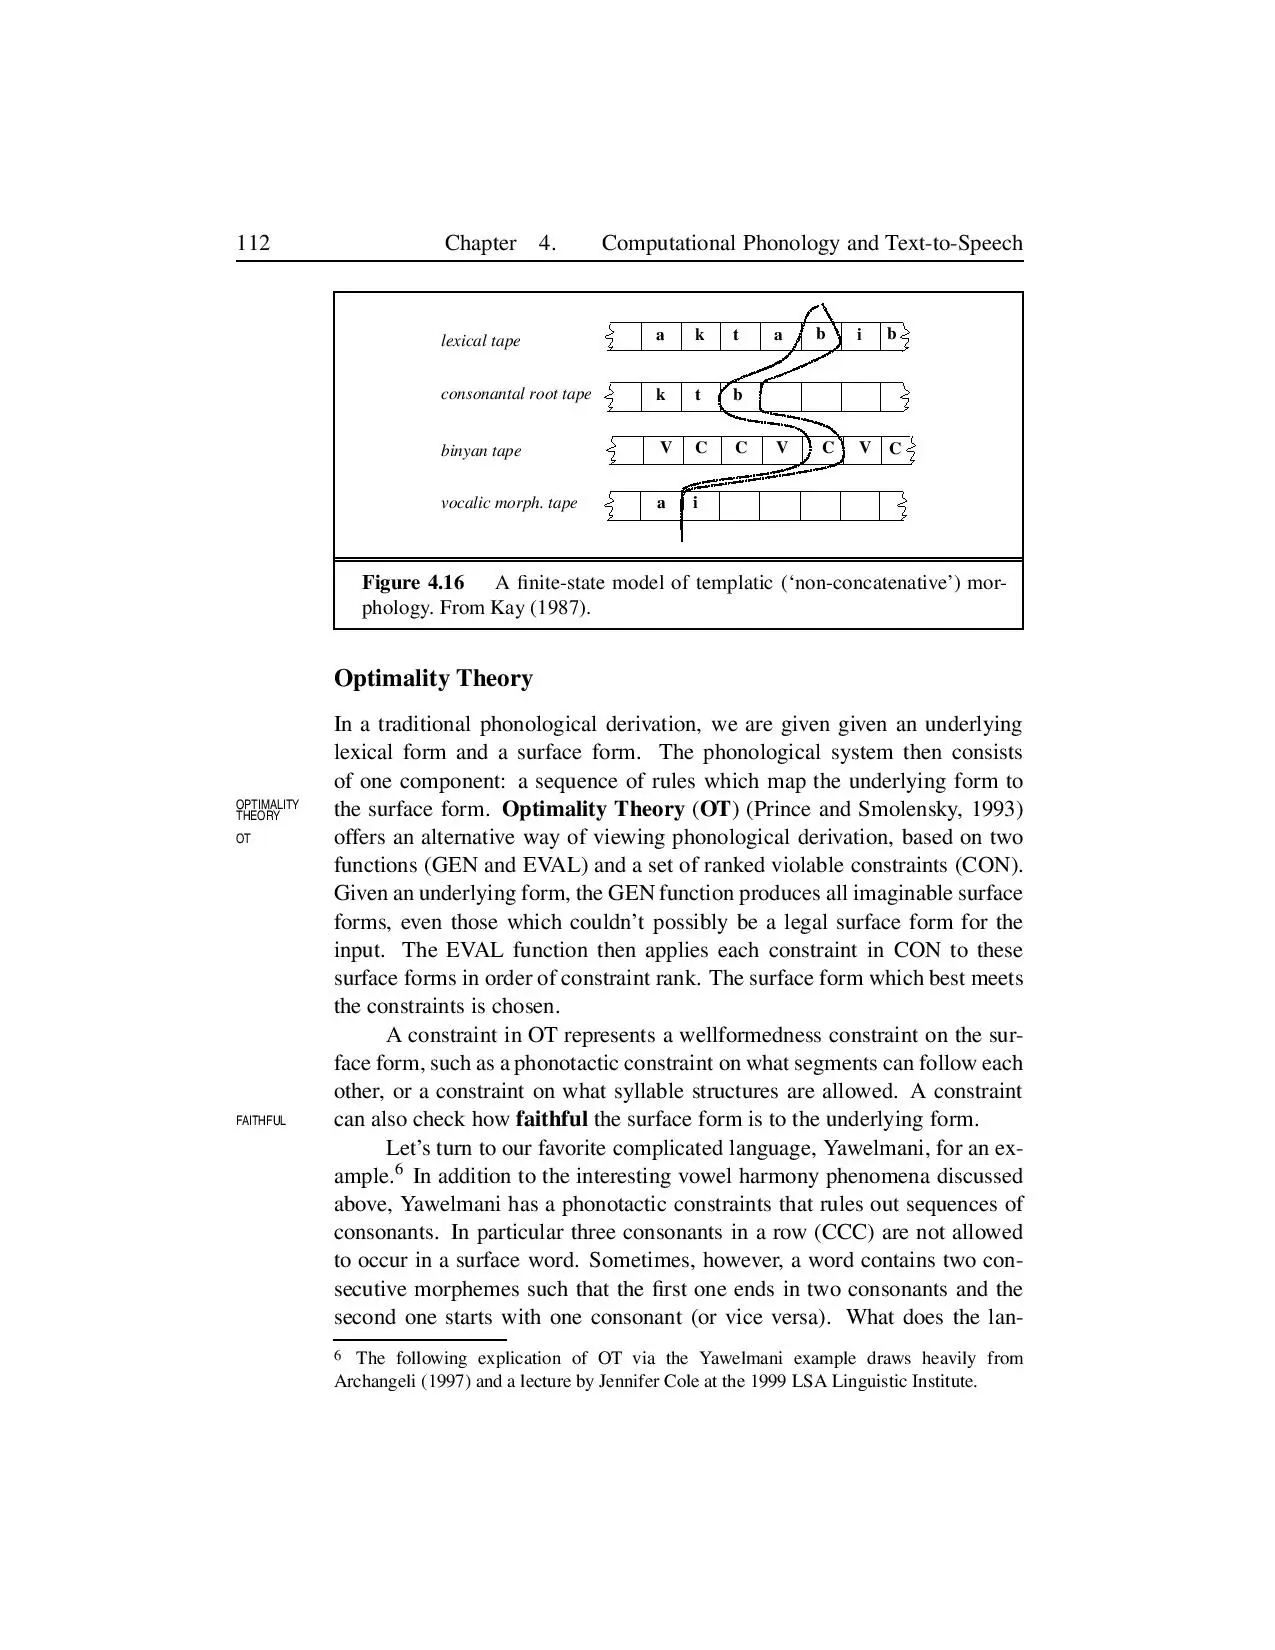 112 Chapter 4. Computational Phonology and Text-to-Speech
lexical tape a k t a b i b
consonantal root tape k t b
binyan tape V C C V C V C
vocalic morph. tape a i
Figure 4.16 A finite-state model of templatic (‘non-concatenative’) mor-
phology. From Kay (1987).
Optimality Theory
In a traditional phonological derivation, we are given given an underlying
lexical form and a surface form. The phonological system then consists
of one component: a sequence of rules which map the underlying form to
OPTIMALITY
THEORY
the surface form. Optimality Theory (OT) (Prince and Smolensky, 1993)
OT
offers an alternative way of viewing phonological derivation, based on two
functions (GEN and EVAL) and a set of ranked violable constraints (CON).
Given an underlying form, the GEN function produces all imaginable surface
forms, even those which couldn’t possibly be a legal surface form for the
input. The EVAL function then applies each constraint in CON to these
surface forms in order of constraint rank. The surface form which best meets
the constraints is chosen.
A constraint in OT represents a wellformedness constraint on the sur-
face form, such as a phonotactic constraint on what segments can follow each
other, or a constraint on what syllable structures are allowed. A constraint
FAITHFUL
can also check how faithful the surface form is to the underlying form.
Let’s turn to our favorite complicated language, Yawelmani, for an ex-
ample.6 In addition to the interesting vowel harmony phenomena discussed
above, Yawelmani has a phonotactic constraints that rules out sequences of
consonants. In particular three consonants in a row (CCC) are not allowed
to occur in a surface word. Sometimes, however, a word contains two con-
secutive morphemes such that the first one ends in two consonants and the
second one starts with one consonant (or vice versa). What does the lan-
6 The following explication of OT via the Yawelmani example draws heavily from
Archangeli (1997) and a lecture by Jennifer Cole at the 1999 LSA Linguistic Institute.